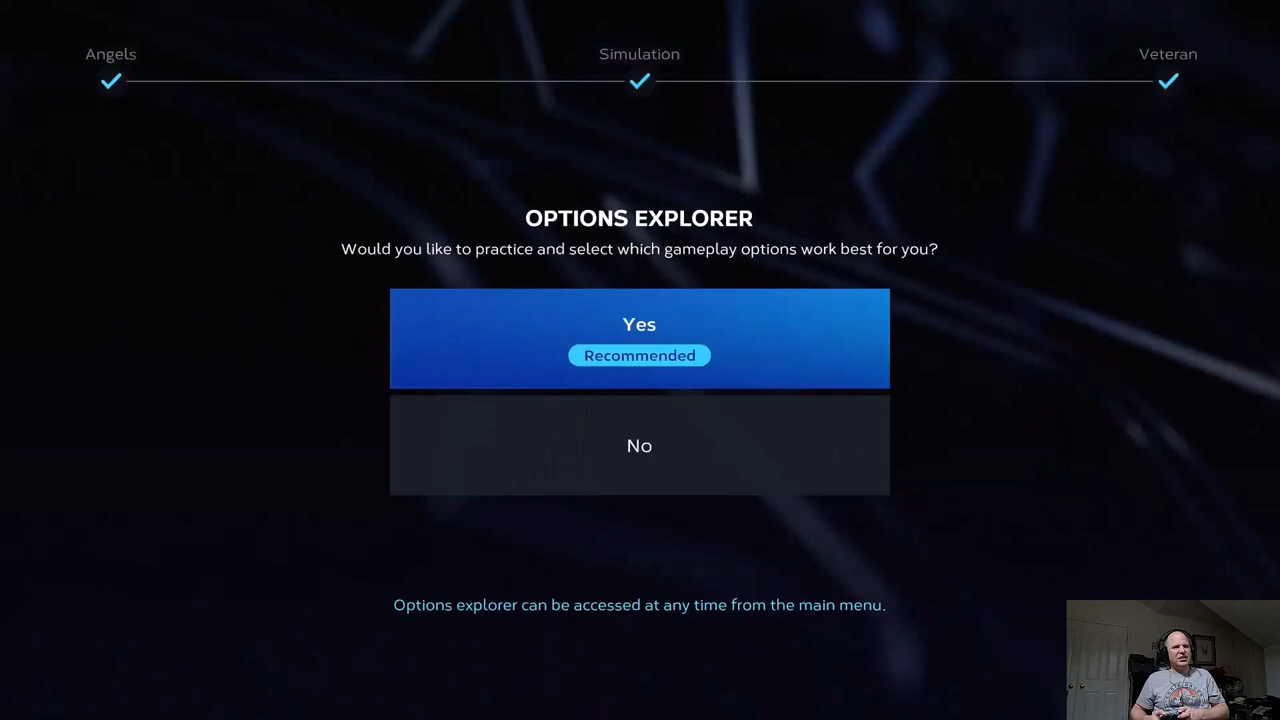 Angels
Simulation
Veteran
OPTIONS EXPLORER
Would you like to practice and select which gameplay options work best for you?
Yes
Recommended
No
Options explorer can be accessed at any time from the main menu.